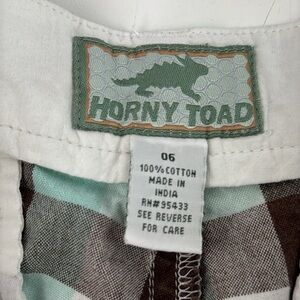 HORNY TOAD
06
100% COTTON
MADE IN
INDIA
RN#95433
SEE REVERSE
FOR CARE